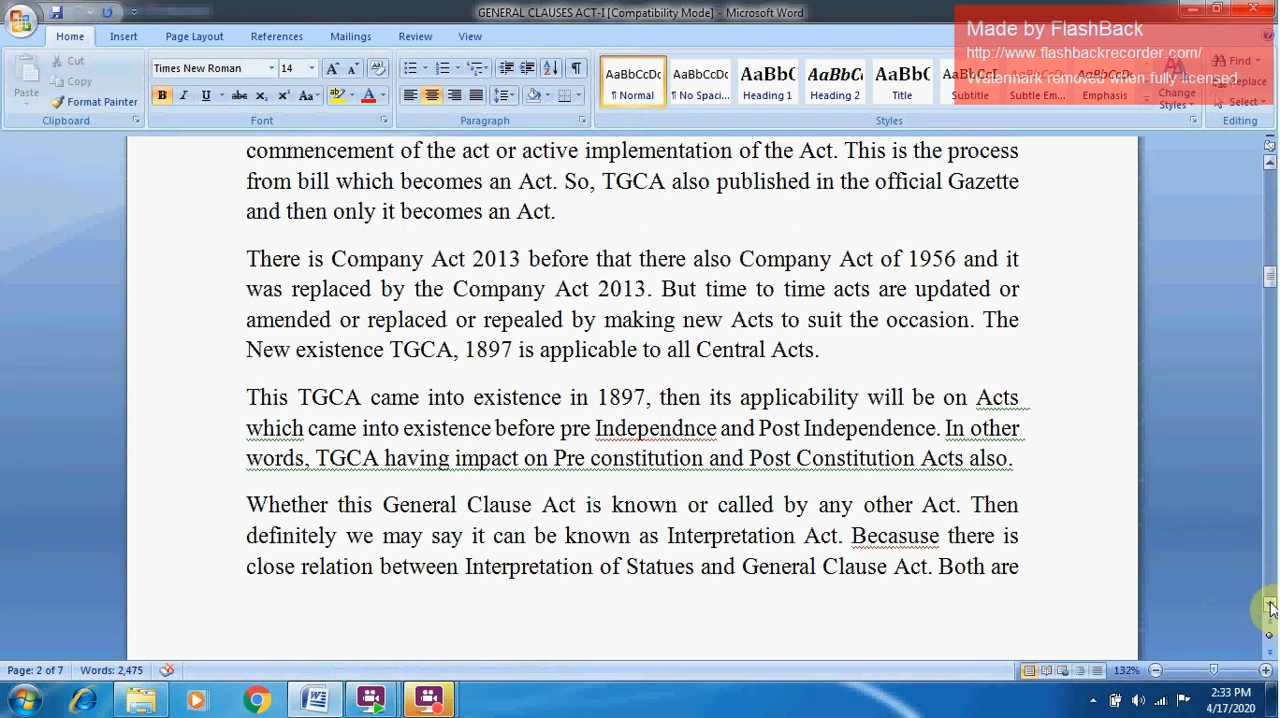 GENERAL CLAUSES ACT-I [Compatibility Mode] - Microsoft Word
Made by FlashBack
http://www.flashbackrecorder.com/
Watermark removed when fully licensed
Home Insert Page Layout References Mailings Review View
Paste
Cut
Copy
Format Painter
Times New Roman 14
AaBbCcDc AaBbCcDc AaBbC AaBbCc AaBbC AaBbCcI
¶ Normal ¶ No Spaci... Heading 1 Heading 2 Title Subtitle Subtle Em... Emphasis
Change Styles
Find
Replace
Select
Clipboard Font Paragraph Styles Editing
commencement of the act or active implementation of the Act. This is the process
from bill which becomes an Act. So, TGCA also published in the official Gazette
and then only it becomes an Act.
There is Company Act 2013 before that there also Company Act of 1956 and it
was replaced by the Company Act 2013. But time to time acts are updated or
amended or replaced or repealed by making new Acts to suit the occasion. The
New existence TGCA, 1897 is applicable to all Central Acts.
This TGCA came into existence in 1897, then its applicability will be on Acts
which came into existence before pre Independnce and Post Independence. In other
words, TGCA having impact on Pre constitution and Post Constitution Acts also.
Whether this General Clause Act is known or called by any other Act. Then
definitely we may say it can be known as Interpretation Act. Becasuse there is
close relation between Interpretation of Statues and General Clause Act. Both are
Page: 2 of 7 Words: 2,475 132%
2:33 PM
4/17/2020